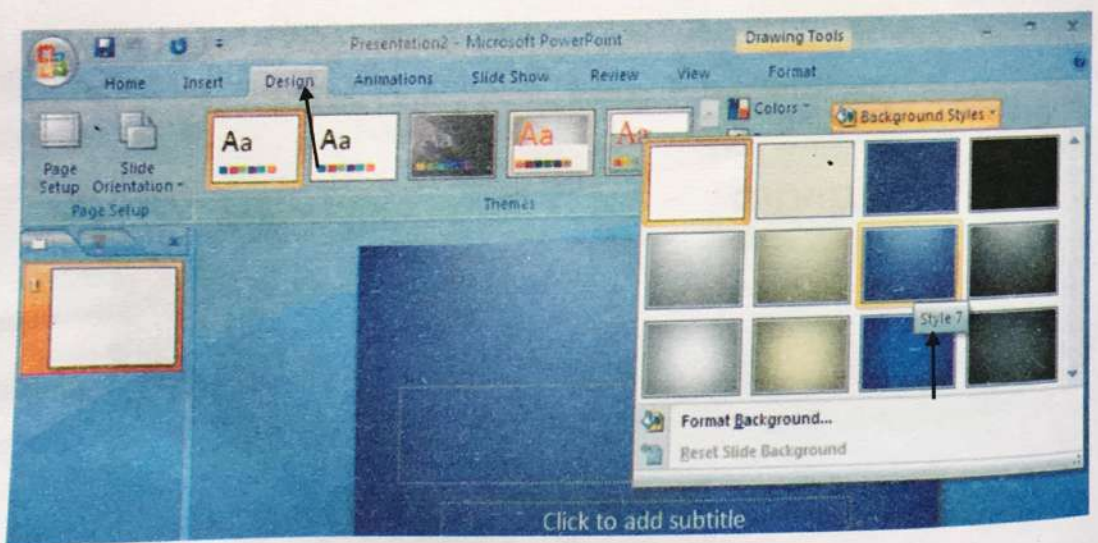 Presentation2 - Microsoft PowerPoint
Drawing Tools
Home Insert Design Animations Slide Show Review View Format
Aa
Aa
Aa
Aa
Colors
Background Styles
Page Setup
Slide Orientation
Page Setup
Themes
1
Style 7
Format Background...
Reset Slide Background
Click to add subtitle